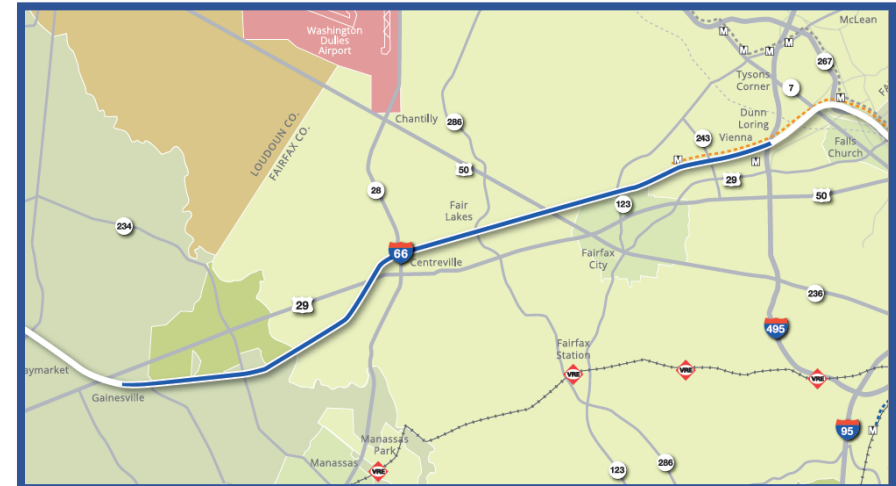 McLean
Washington
Dulles
Airport
M
M
M
M
267
Tysons
Corner
7
M
Chantilly
286
Dunn
Loring
LOUDOUN CO.
FAIRFAX CO.
243
Vienna
M
M
Falls
Church
50
29
28
123
50
Fair
Lakes
234
66
Centreville
Fairfax
City
29
236
495
Fairfax
Station
VRE
VRE
VRE
aymarket
Gainesville
95
M
Manassas
Park
Manassas
VRE
123
286